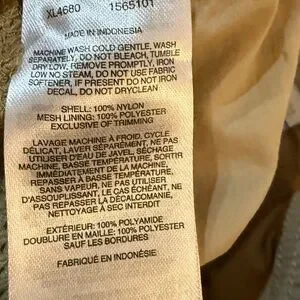 XL4680 1565101
MADE IN INDONESIA
MACHINE WASH COLD GENTLE, WASH
SEPARATELY, DO NOT BLEACH, TUMBLE
DRY LOW, REMOVE PROMPTLY, IRON
LOW NO STEAM, DO NOT USE FABRIC
SOFTENER, IF PRESENT DO NOT IRON
DECAL, DO NOT DRYCLEAN
SHELL: 100% NYLON
MESH LINING: 100% POLYESTER
EXCLUSIVE OF TRIMMING
LAVAGE MACHINE À FROID, CYCLE
DÉLICAT, LAVER SÉPARÉMENT, NE PAS
UTILISER D'EAU DE JAVEL, SÉCHAGE
MACHINE, BASSE TEMPÉRATURE, SORTIR
IMMÉDIATEMENT DE LA MACHINE,
REPASSER À BASSE TEMPÉRATURE
SANS VAPEUR, NE PAS UTILISER
D'ASSOUPLISSANT, LE CAS ÉCHÉANT, NE
PAS REPASSER LA DÉCALCOMANIE,
NETTOYAGE À SEC INTERDIT
EXTÉRIEUR: 100% POLYAMIDE
DOUBLURE EN MAILLE: 100% POLYESTER
SAUF LES BORDURES
FABRIQUÉ EN INDONÉSIE